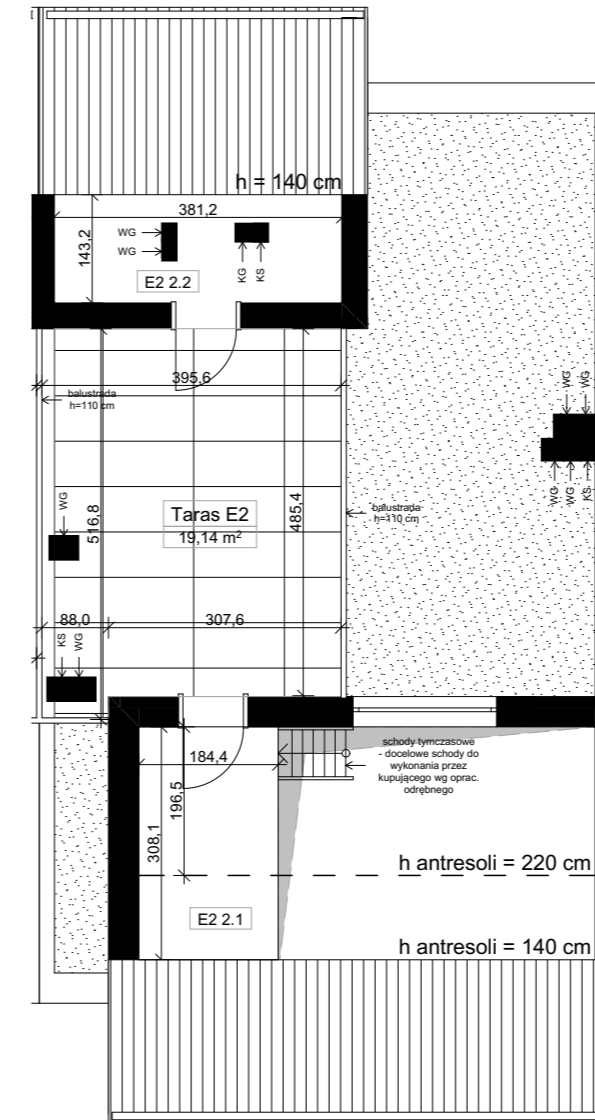 h = 140 cm
381,2
143,2
WG
WG
KG
KS
E2 2.2
395,6
balustrada
h=110 cm
WG
WG
WG
516,8
Taras E2
19,14 m²
485,4
balustrada
h=110 cm
WG
WG
KS
88,0
307,6
KS
WG
184,4
196,5
308,1
schody tymczasowe
- docelowe schody do
wykonania przez
kupującego wg oprac.
odrębnego
h antresoli = 220 cm
E2 2.1
h antresoli = 140 cm